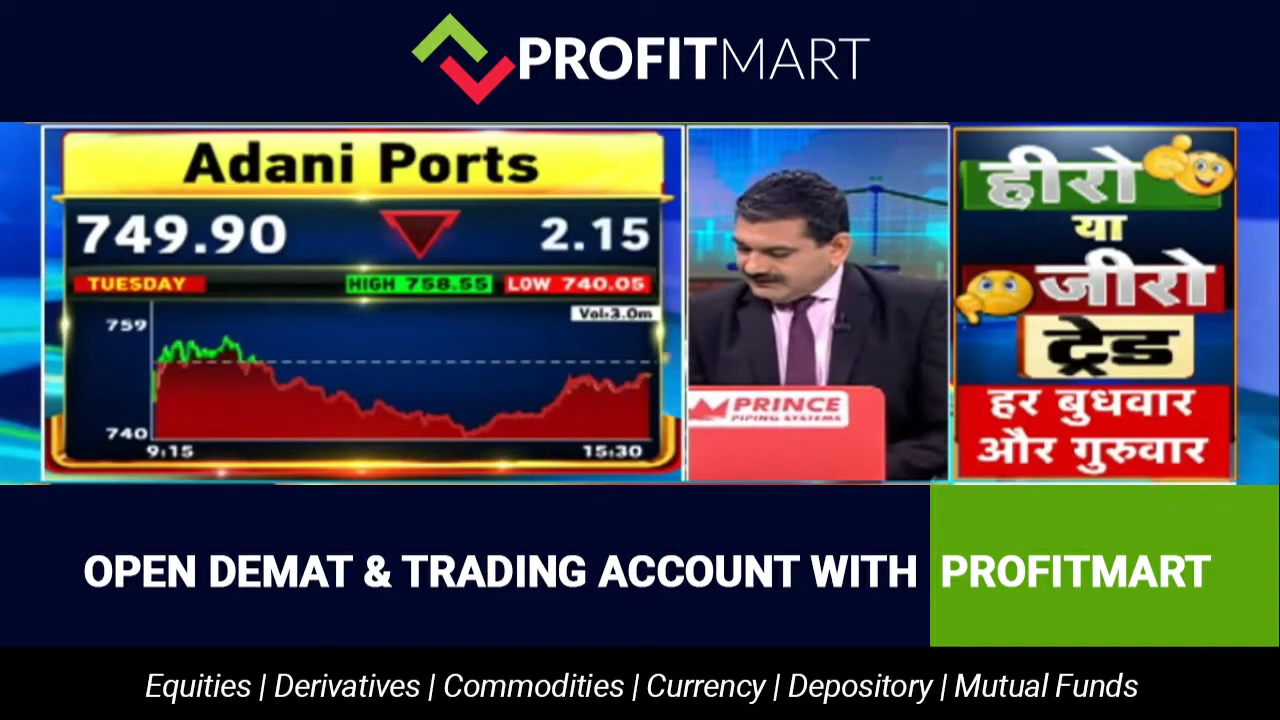 PROFITMART
Adani Ports
749.90 2.15
TUESDAY HIGH 758.55 LOW 740.05
Vol:3.0m
759
740
9:15 15:30
PRINCE
PIPING SYSTEMS
हीरो
या
जीरो
ट्रेड
हर बुधवार
और गुरुवार
OPEN DEMAT & TRADING ACCOUNT WITH PROFITMART
Equities | Derivatives | Commodities | Currency | Depository | Mutual Funds